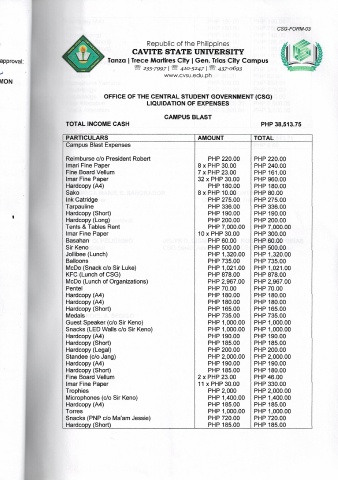 CSG-FORM-03
Republic of the Philippines
CAVITE STATE UNIVERSITY
Tanza | Trece Martires City | Gen. Trias City Campus
☏ 235-7997 | ☏ 420-5247 | ☏ 437-0693
www.cvsu.edu.ph
approval:
MON
OFFICE OF THE CENTRAL STUDENT GOVERNMENT (CSG)
LIQUIDATION OF EXPENSES
CAMPUS BLAST
TOTAL INCOME CASH PHP 38,513.75
PARTICULARS AMOUNT TOTAL
Campus Blast Expenses
Reimburse c/o President Robert PHP 220.00 PHP 220.00
Imari Fine Paper 8 x PHP 30.00 PHP 240.00
Fine Board Vellum 7 x PHP 23.00 PHP 161.00
Imar Fine Paper 32 x PHP 30.00 PHP 960.00
Hardcopy (A4) PHP 180.00 PHP 180.00
Sako 8 x PHP 10.00 PHP 80.00
Ink Catridge PHP 275.00 PHP 275.00
Tarpauline PHP 336.00 PHP 336.00
Hardcopy (Short) PHP 190.00 PHP 190.00
Hardcopy (Long) PHP 200.00 PHP 200.00
Tents & Tables Rent PHP 7,000.00 PHP 7,000.00
Imar Fine Paper 10 x PHP 30.00 PHP 300.00
Basahan PHP 60.00 PHP 60.00
Sir Keno PHP 500.00 PHP 500.00
Jollibee (Lunch) PHP 1,320.00 PHP 1,320.00
Balloons PHP 735.00 PHP 735.00
McDo (Snack c/o Sir Luke) PHP 1,021.00 PHP 1,021.00
KFC (Lunch of CSG) PHP 878.00 PHP 878.00
McDo (Lunch of Organizations) PHP 2,967.00 PHP 2,967.00
Pentel PHP 70.00 PHP 70.00
Hardcopy (A4) PHP 180.00 PHP 180.00
Hardcopy (A4) PHP 180.00 PHP 180.00
Hardcopy (Short) PHP 165.00 PHP 165.00
Medals PHP 735.00 PHP 735.00
Guest Speaker (c/o Sir Keno) PHP 1,000.00 PHP 1,000.00
Snacks (LED Walls c/o Sir Keno) PHP 1,000.00 PHP 1,000.00
Hardcopy (A4) PHP 190.00 PHP 190.00
Hardcopy (Short) PHP 185.00 PHP 185.00
Hardcopy (Legal) PHP 200.00 PHP 200.00
Standee (c/o Jang) PHP 2,000.00 PHP 2,000.00
Hardcopy (A4) PHP 190.00 PHP 190.00
Hardcopy (Short) PHP 185.00 PHP 180.00
Fine Board Vellum 2 x PHP 23.00 PHP 46.00
Imar Fine Paper 11 x PHP 30.00 PHP 330.00
Trophies PHP 2,000 PHP 2,000.00
Microphones (c/o Sir Keno) PHP 1,400.00 PHP 1,400.00
Hardcopy (A4) PHP 185.00 PHP 185.00
Torres PHP 1,000.00 PHP 1,000.00
Snacks (PNP c/o Ma'am Jessie) PHP 720.00 PHP 720.00
Hardcopy (Short) PHP 185.00 PHP 185.00